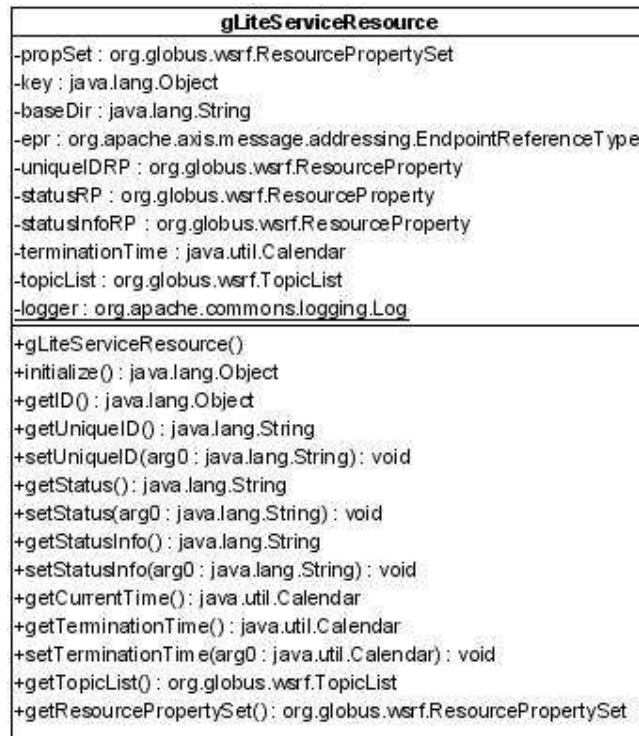 gLiteServiceResource
-propSet : org.globus.wsrf.ResourcePropertySet
-key : java.lang.Object
-baseDir : java.lang.String
-epr : org.apache.axis.message.addressing.EndpointReferenceType
-uniqueIDRP : org.globus.wsrf.ResourceProperty
-statusRP : org.globus.wsrf.ResourceProperty
-statusInfoRP : org.globus.wsrf.ResourceProperty
-terminationTime : java.util.Calendar
-topicList : org.globus.wsrf.TopicList
-logger : org.apache.commons.logging.Log
+gLiteServiceResource()
+initialize() : java.lang.Object
+getID() : java.lang.Object
+getUniqueID() : java.lang.String
+setUniqueID(arg0 : java.lang.String) : void
+getStatus() : java.lang.String
+setStatus(arg0 : java.lang.String) : void
+getStatusInfo() : java.lang.String
+setStatusInfo(arg0 : java.lang.String) : void
+getCurrentTime() : java.util.Calendar
+getTerminationTime() : java.util.Calendar
+setTerminationTime(arg0 : java.util.Calendar) : void
+getTopicList() : org.globus.wsrf.TopicList
+getResourcePropertySet() : org.globus.wsrf.ResourcePropertySet